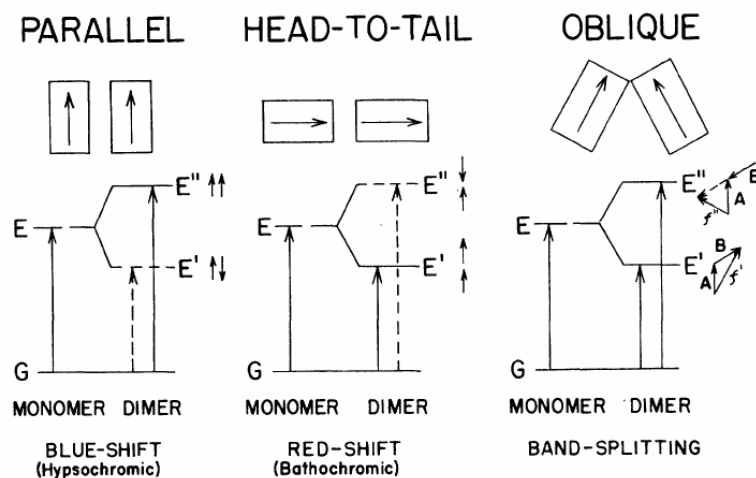 PARALLEL
HEAD-TO-TAIL
OBLIQUE
E
E"
E'
G
MONOMER DIMER
BLUE-SHIFT
(Hypsochromic)
E
E"
E'
G
MONOMER DIMER
RED-SHIFT
(Bathochromic)
E
E"
B
A
f"
E'
B
A
f'
G
MONOMER DIMER
BAND-SPLITTING